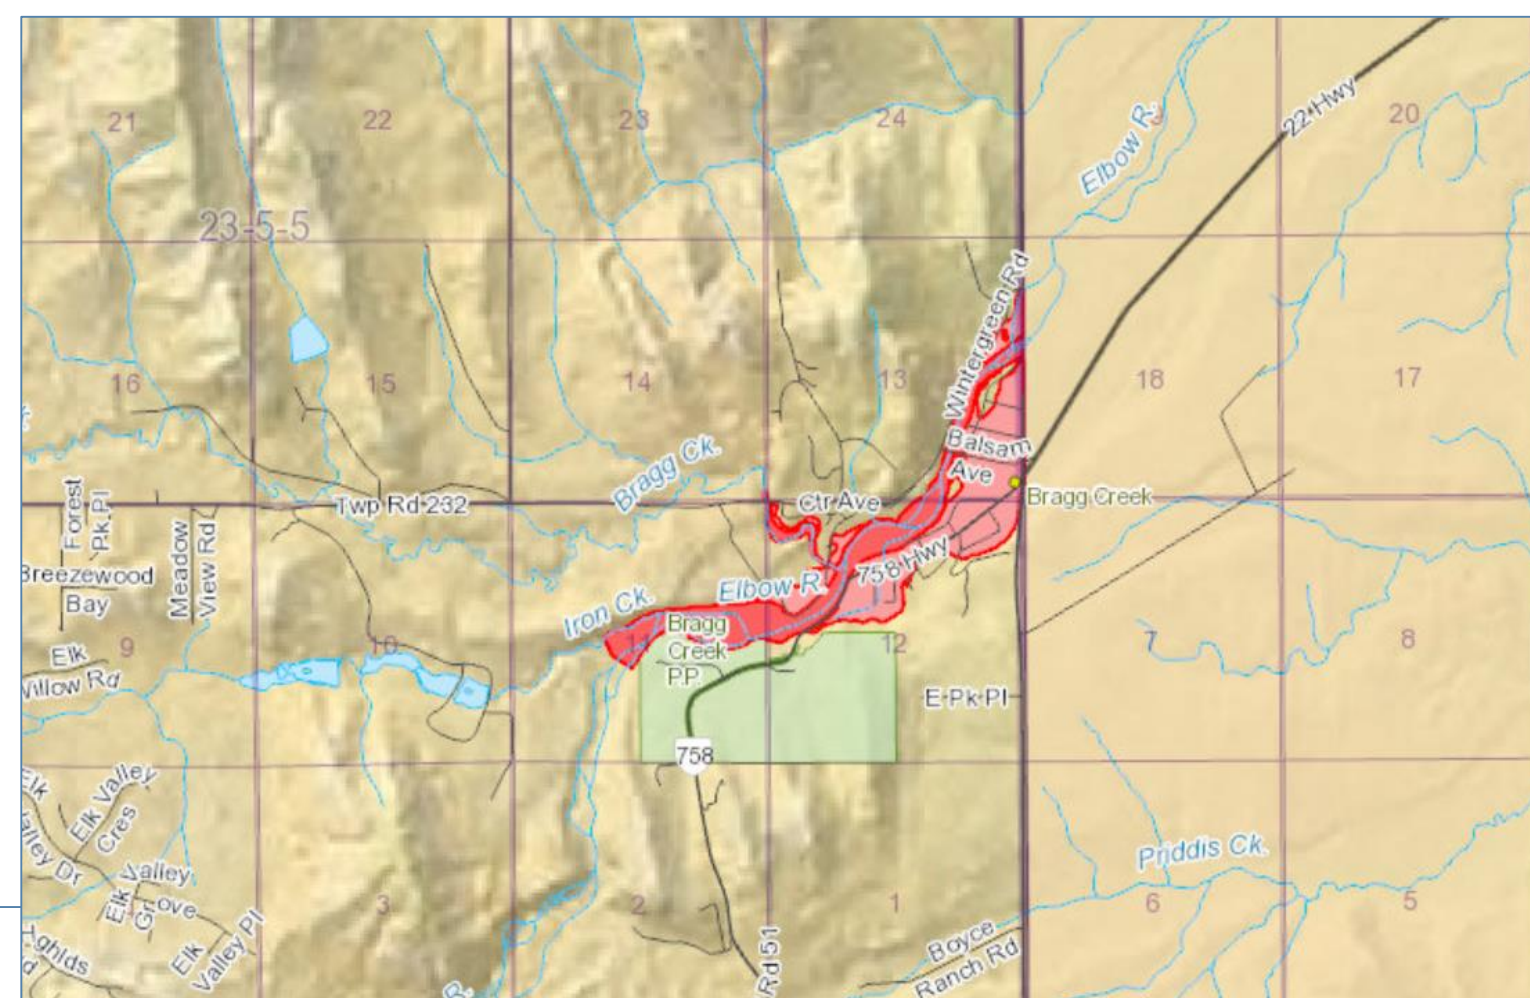 21
22
23
24
Elbow R.
22 Hwy
20
23-5-5
Wintergreen Rd
16
15
14
13
18
17
Bragg Ck.
Balsam
Ave
Forest
Pk Pl
Twp Rd 232
Ctr Ave
Bragg Creek
Meadow
View Rd
Breezewood
Bay
758 Hwy
Elbow R.
Iron Ck.
Bragg
Creek
P.P.
9
10
12
7
8
Elk
Willow Rd
E Pk Pl
758
Elk
Valley Dr
Elk Valley
Cres
Priddis Ck.
Elk Valley
Grove
3
2
1
6
5
Elk
Valley Pl
Rd 51
Boyce
Ranch Rd
R.